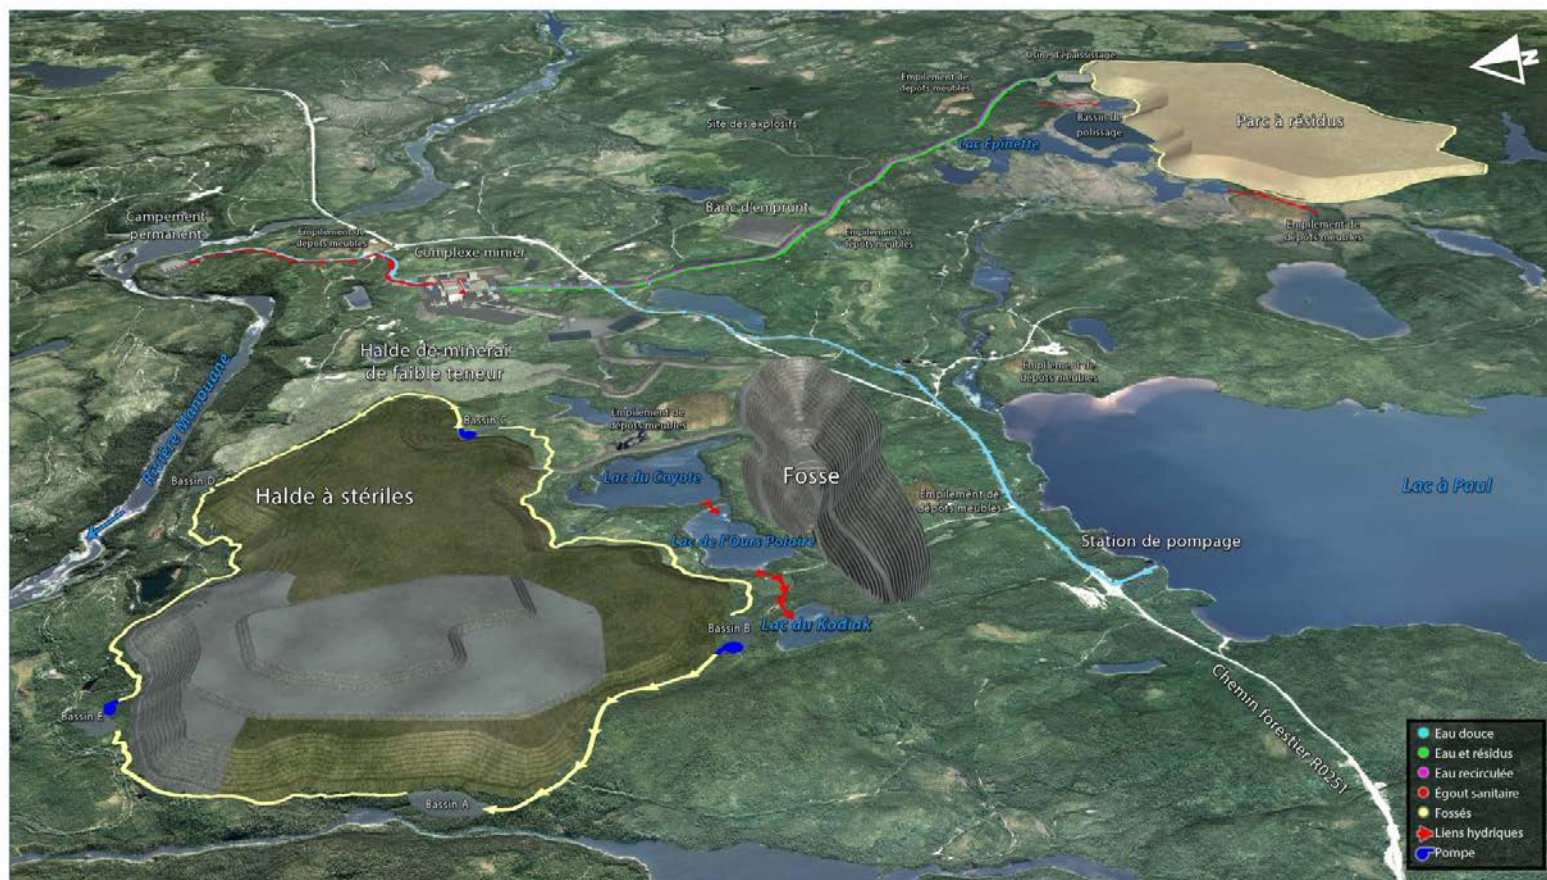 Usine d'épaississage
N
Empilement de
dépôts meubles
Site des explosifs
Bassin de
polissage
Parc à résidus
Lac Épinette
Banc d'emprunt
Campement
permanent
Empilement de
dépôts meubles
Complexe minier
Empilement de
dépôts meubles
Empilement de
dépôts meubles
Halde de minerai
de faible teneur
Rivière Manouane
Empilement de
dépôts meubles
Bassin C
Empilement de
dépôts meubles
Bassin D
Halde à stériles
Lac du Coyote
Fosse
Lac à Paul
Empilement de
dépôts meubles
Lac de l'Ours Polaire
Station de pompage
Bassin B
Lac du Kodiak
Chemin forestier R0251
Bassin E
Bassin A
Eau douce
Eau et résidus
Eau recirculée
Égout sanitaire
Fossés
Liens hydriques
Pompe